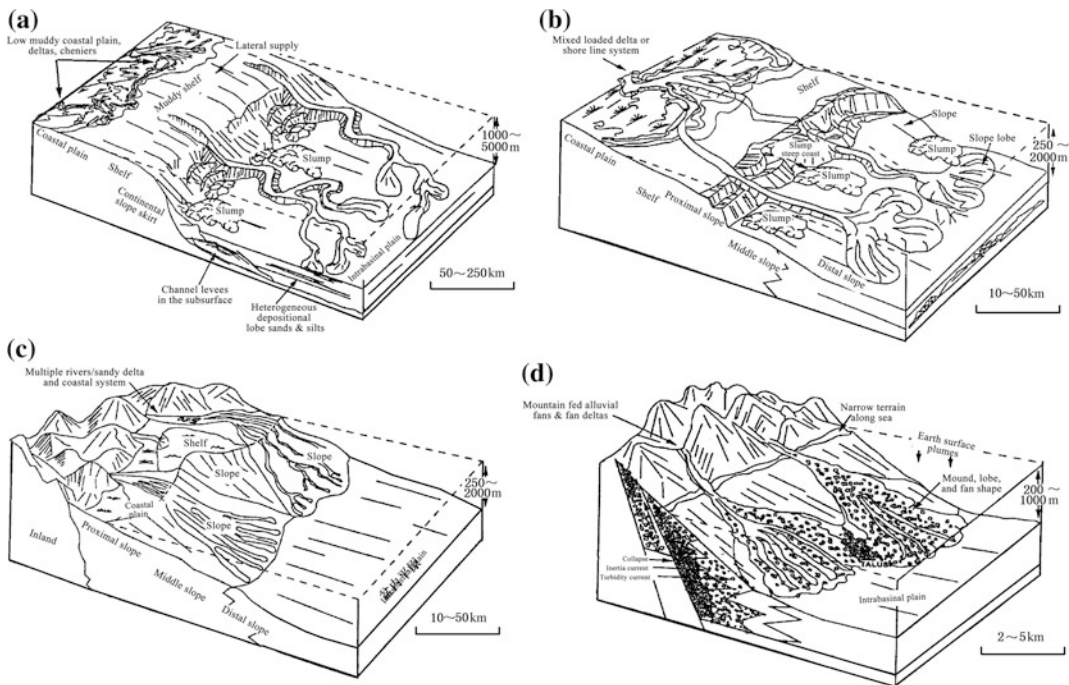 (a)
Low muddy coastal plain,
deltas, cheniers
Lateral supply
Muddy shelf
Coastal plain
Shelf
Continental
slope skirt
Slump
Slump
Channel levees
in the subsurface
Heterogeneous
depositional
lobe sands & silts
Intrabasinal plain
1000~
5000m
50~250km
(b)
Mixed loaded delta or
shore line system
Shelf
Slope
Slope lobe
Slump
Slump
steep coast
Slump
Slump
Coastal plain
Shelf
Proximal slope
Middle slope
Distal slope
250~
2000m
10~50km
(c)
Multiple rivers/sandy delta
and coastal system
Shelf
Slope
Slope
Slope
Coastal
plain
Inland
Proximal slope
Middle slope
Distal slope
250~
2000m
10~50km
(d)
Mountain fed alluvial
fans & fan deltas
Narrow terrain
along sea
Earth surface
plumes
Mound, lobe,
and fan shape
200~
1000m
TALUS
Collapse
Inertia current
Turbidity current
Intrabasinal plain
2~5km